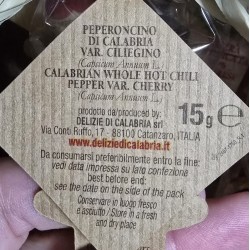 PEPERONCINO
DI CALABRIA
VAR. CILIEGINO
(Capsicum Annuum L.)
CALABRIAN WHOLE HOT CHILI
PEPPER VAR. CHERRY
(Capsicum Annuum L.)
15g e
prodotto da/produced by:
DELIZIE DI CALABRIA srl
Via Conti Ruffo, 17 - 88100 Catanzaro, ITALIA
www.deliziedicalabria.it
Da consumarsi preferibilmente entro la fine:
vedi data impressa su lato confezione
best before end:
see the date on the side of the pack
Conservare in luogo fresco
e asciutto / Store in a fresh
and dry place